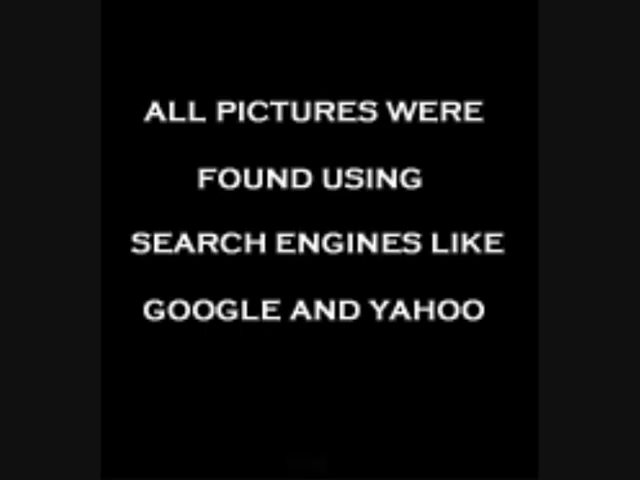 ALL PICTURES WERE
FOUND USING
SEARCH ENGINES LIKE
GOOGLE AND YAHOO